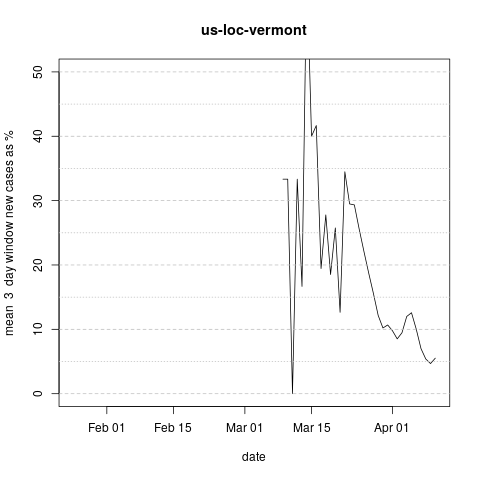 us-loc-vermont
mean  3  day window new cases as %
50
40
30
20
10
0
Feb 01
Feb 15
Mar 01
Mar 15
Apr 01
date